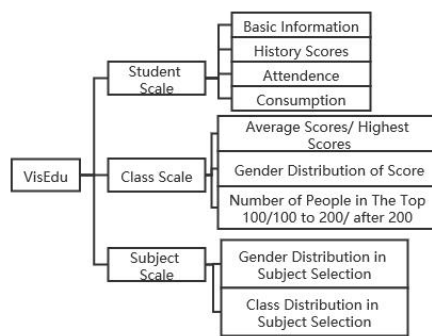 Basic Information
History Scores
Student
Scale
Attendence
Consumption
Average Scores/ Highest
Scores
VisEdu
Class Scale
Gender Distribution of Score
Number of People in The Top
100/100 to 200/ after 200
Subject
Scale
Gender Distribution in
Subject Selection
Class Distribution in
Subject Selection